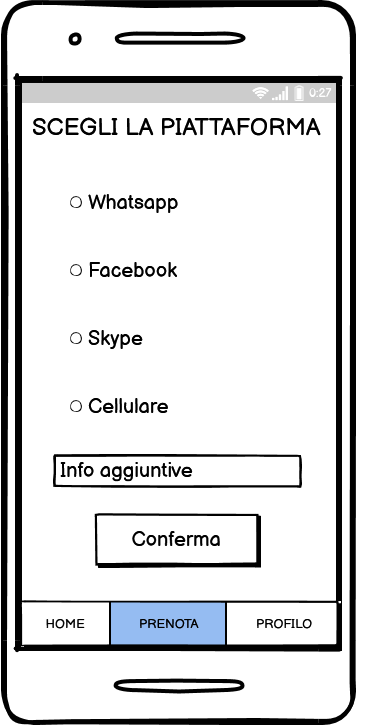 0:27
SCEGLI LA PIATTAFORMA
Whatsapp
Facebook
Skype
Cellulare
Info aggiuntive
Conferma
HOME PRENOTA PROFILO